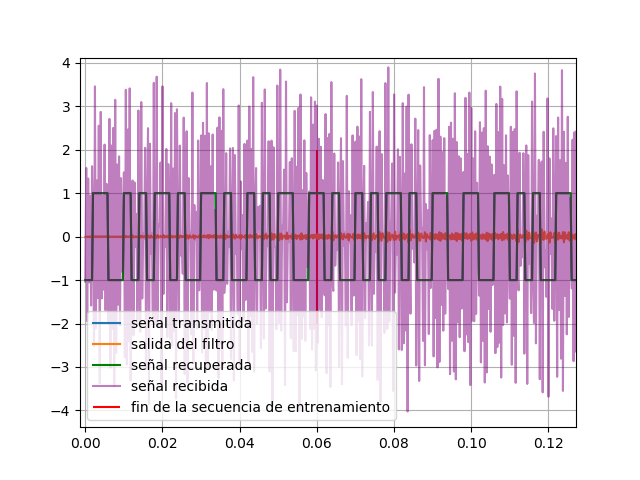 4
3
2
1
0
−1
−2
−3
−4
señal transmitida
salida del filtro
señal recuperada
señal recibida
fin de la secuencia de entrenamiento
0.00 0.02 0.04 0.06 0.08 0.10 0.12